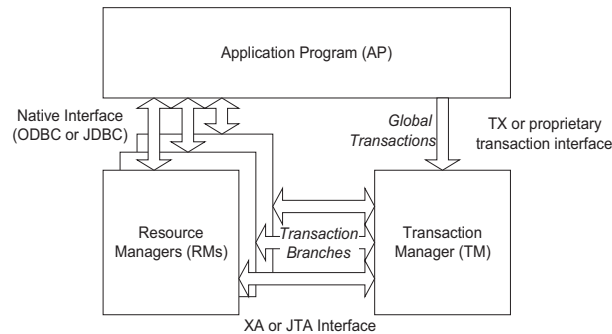 Application Program (AP)
Native Interface
(ODBC or JDBC)
Global
Transactions
TX or proprietary
transaction interface
Resource
Managers (RMs)
Transaction
Branches
Transaction
Manager (TM)
XA or JTA Interface